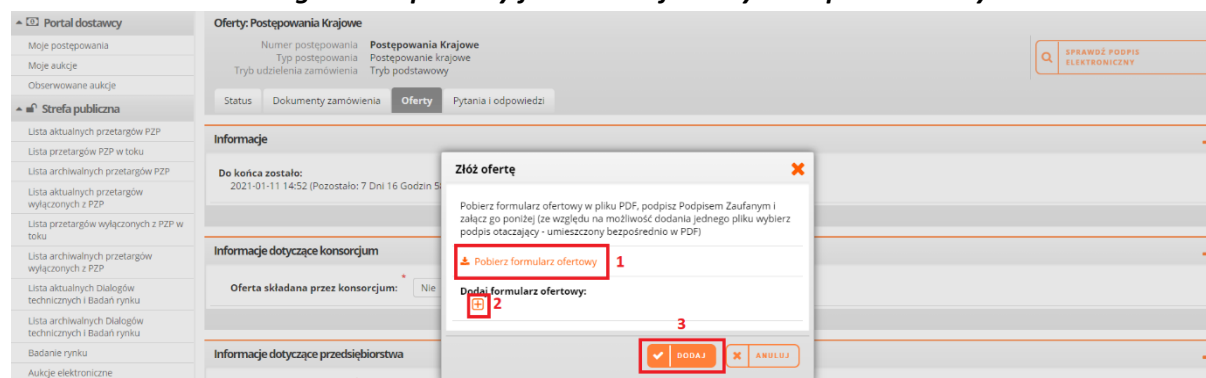 Portal dostawcy
Moje postępowania
Moje aukcje
Obserwowane aukcje
Strefa publiczna
Lista aktualnych przetargów PZP
Lista przetargów PZP w toku
Lista archiwalnych przetargów PZP
Lista aktualnych przetargów
wyłączonych z PZP
Lista przetargów wyłączonych z PZP w
toku
Lista archiwalnych przetargów
wyłączonych z PZP
Lista aktualnych Dialogów
technicznych i Badań rynku
Lista archiwalnych Dialogów
technicznych i Badań rynku
Badanie rynku
Aukcje elektroniczne
Oferty: Postępowania Krajowe
Numer postępowania Postępowania Krajowe
Typ postępowania Postępowanie krajowe
Tryb udzielenia zamówienia Tryb podstawowy
SPRAWDŹ PODPIS
ELEKTRONICZNY
Status Dokumenty zamówienia Oferty Pytania i odpowiedzi
Informacje
Do końca zostało:
2021-01-11 14:52 (Pozostało: 7 Dni 16 Godzin
Informacje dotyczące konsorcjum
Oferta składana przez konsorcjum: * Nie
Informacje dotyczące przedsiębiorstwa
Złóż ofertę
Pobierz formularz ofertowy w pliku PDF, podpisz Podpisem Zaufanym i
załącz go poniżej (ze względu na możliwość dodania jednego pliku wybierz
podpis otaczający - umieszczony bezpośrednio w PDF)
Pobierz formularz ofertowy 1
Dodaj formularz ofertowy:
2
3
DODAJ ANULUJ